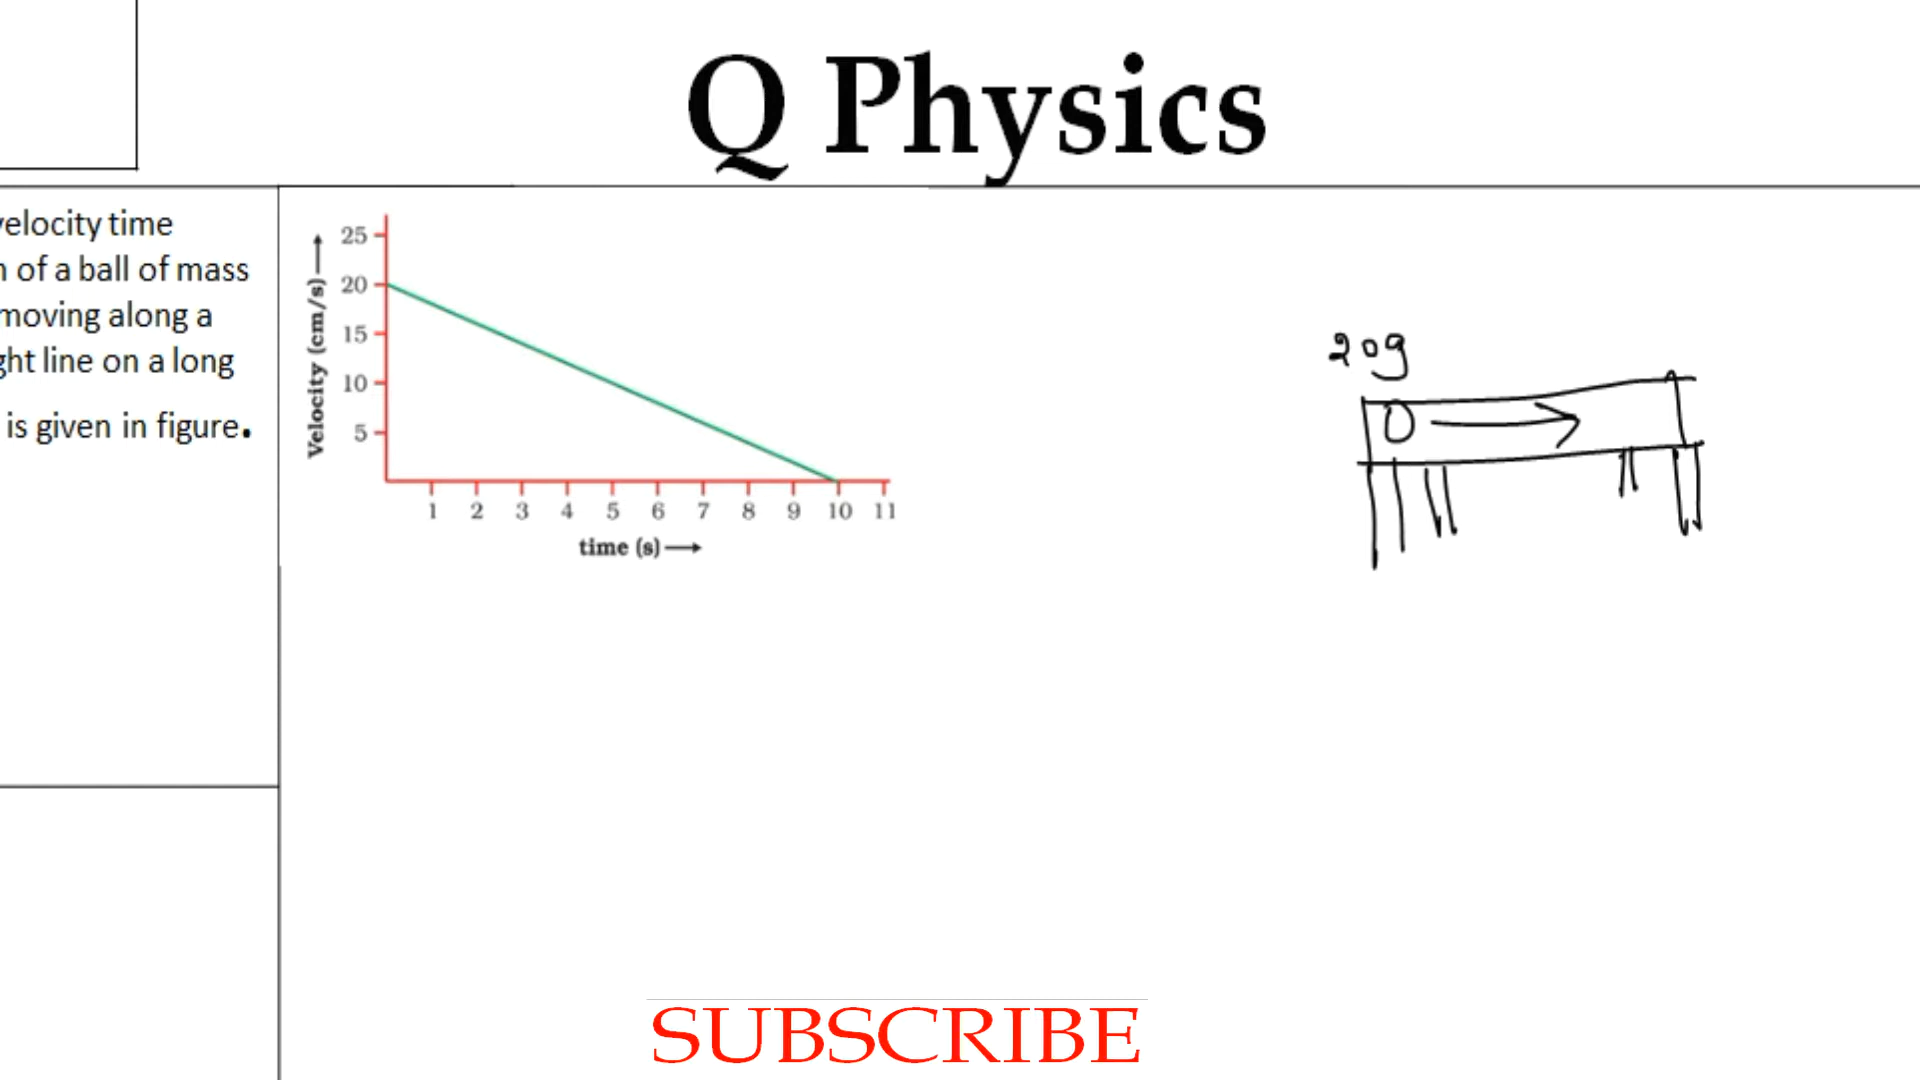 Q Physics
velocity time
n of a ball of mass
moving along a
ght line on a long
is given in figure.
Velocity (cm/s)
25
20
15
10
5
1 2 3 4 5 6 7 8 9 10 11
time (s)
20g
SUBSCRIBE